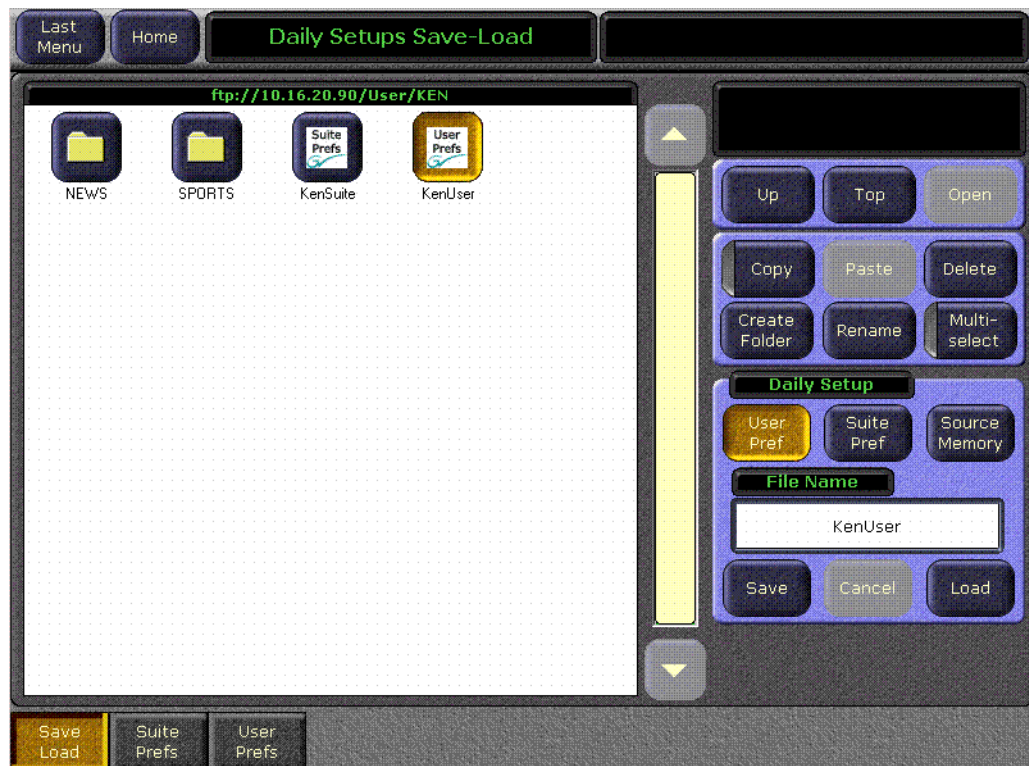 Last
Menu
Home
Daily Setups Save-Load
ftp://10.16.20.90/User/KEN
Suite
Prefs
User
Prefs
NEWS
SPORTS
KenSuite
KenUser
Up
Top
Open
Copy
Paste
Delete
Create
Folder
Rename
Multi-
select
Daily Setup
User
Pref
Suite
Pref
Source
Memory
File Name
KenUser
Save
Cancel
Load
Save
Load
Suite
Prefs
User
Prefs